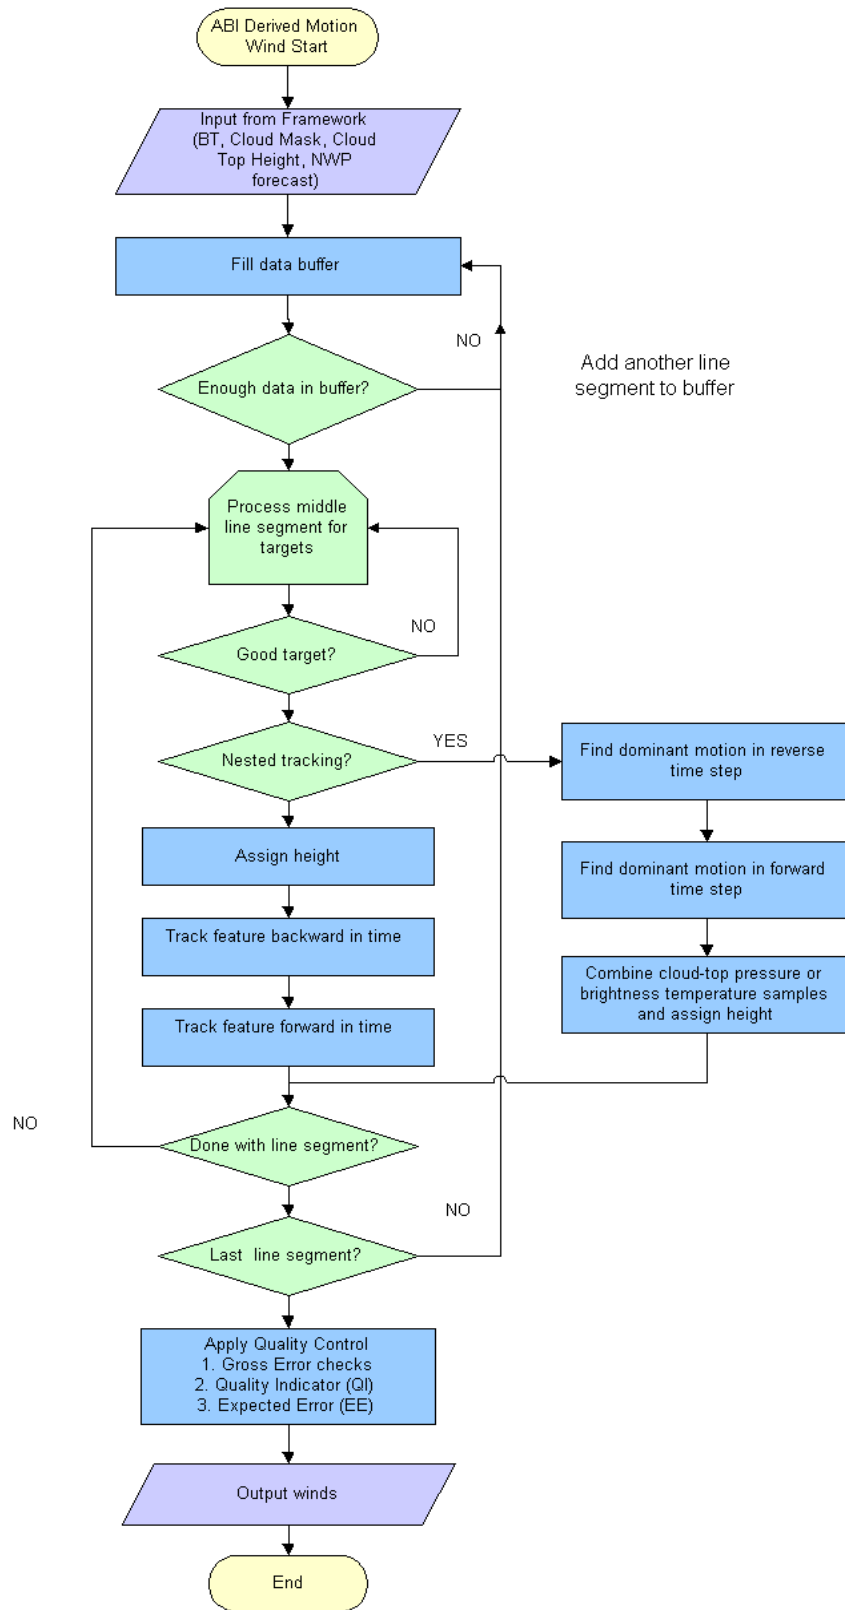 ABI Derived Motion
Wind Start
Input from Framework
(BT, Cloud Mask, Cloud
Top Height, NWP
forecast)
Fill data buffer
NO
Add another line
segment to buffer
Enough data in buffer?
Process middle
line segment for
targets
NO
Good target?
YES
Nested tracking?
Find dominant motion in reverse
time step
Assign height
Find dominant motion in forward
time step
Track feature backward in time
Combine cloud-top pressure or
brightness temperature samples
and assign height
Track feature forward in time
NO
Done with line segment?
NO
Last line segment?
Apply Quality Control
1. Gross Error checks
2. Quality Indicator (QI)
3. Expected Error (EE)
Output winds
End